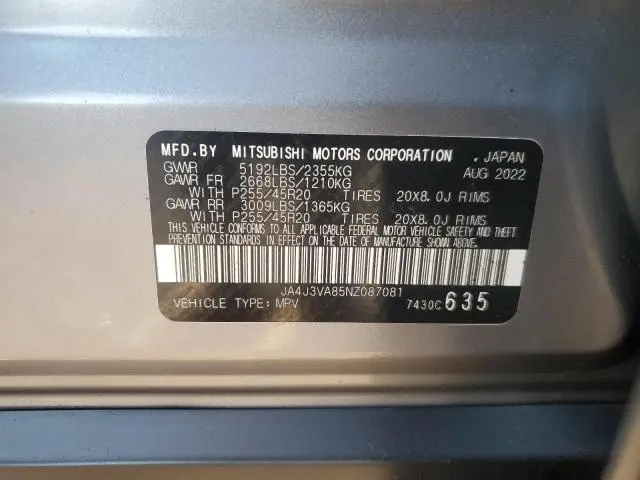 MFD.BY MITSUBISHI MOTORS CORPORATION , JAPAN
GVWR 5192LBS/2355KG AUG 2022
GAWR FR 2668LBS/1210KG
WITH P255/45R20 TIRES 20X8.0J RIMS
GAWR RR 3009LBS/1365KG
WITH P255/45R20 TIRES 20X8.0J RIMS
THIS VEHICLE CONFORMS TO ALL APPLICABLE FEDERAL MOTOR VEHICLE SAFETY AND THEFT
PREVENTION STANDARDS IN EFFECT ON THE DATE OF MANUFACTURE SHOWN ABOVE.
JA4J3VA85NZ087081
VEHICLE TYPE: MPV 7430C 635